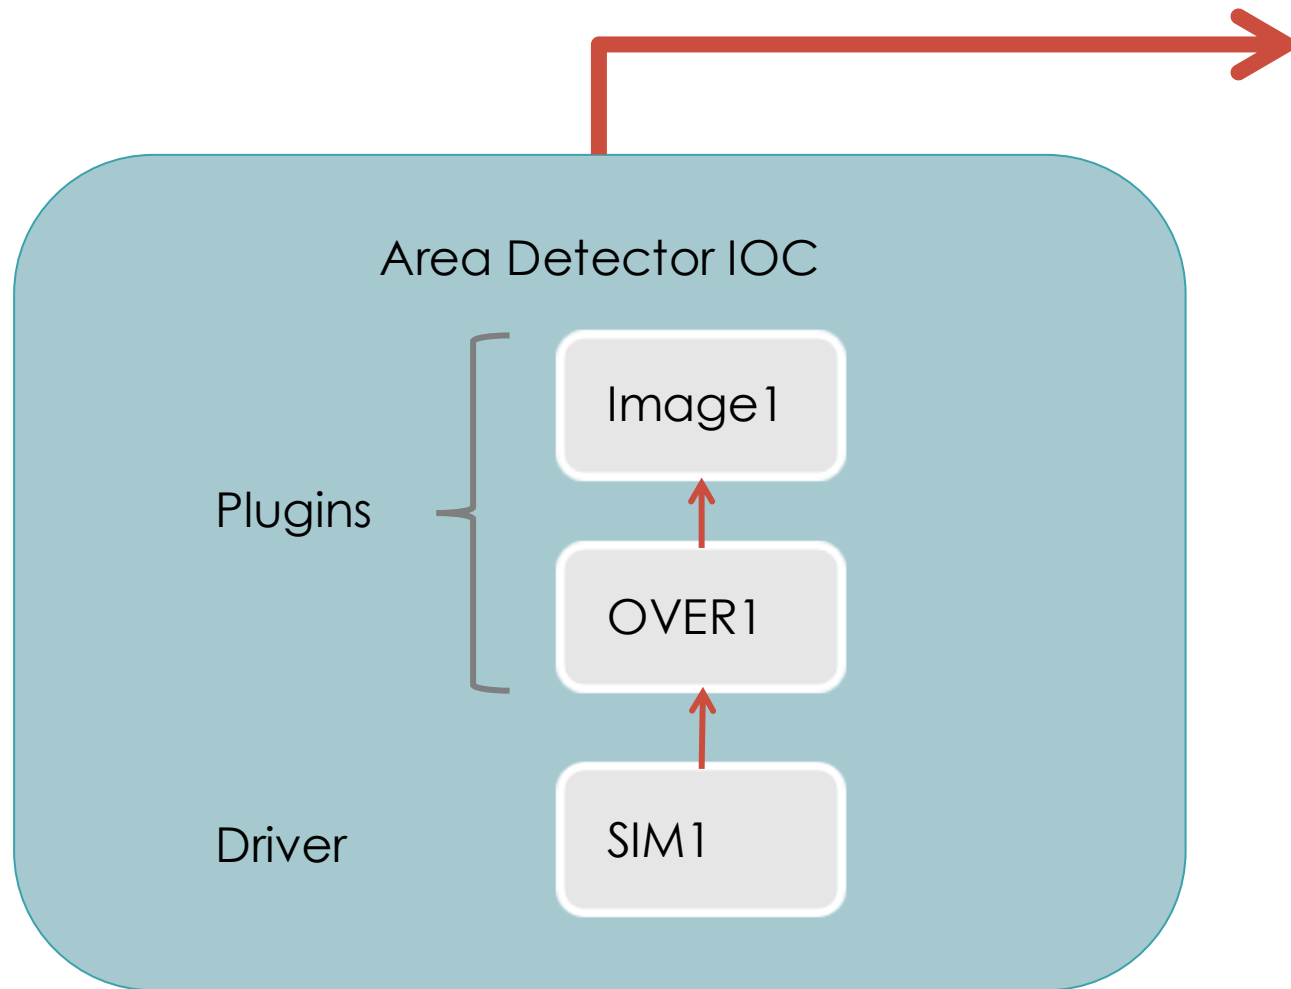 Area Detector IOC
Image1
Plugins
OVER1
Driver
SIM1